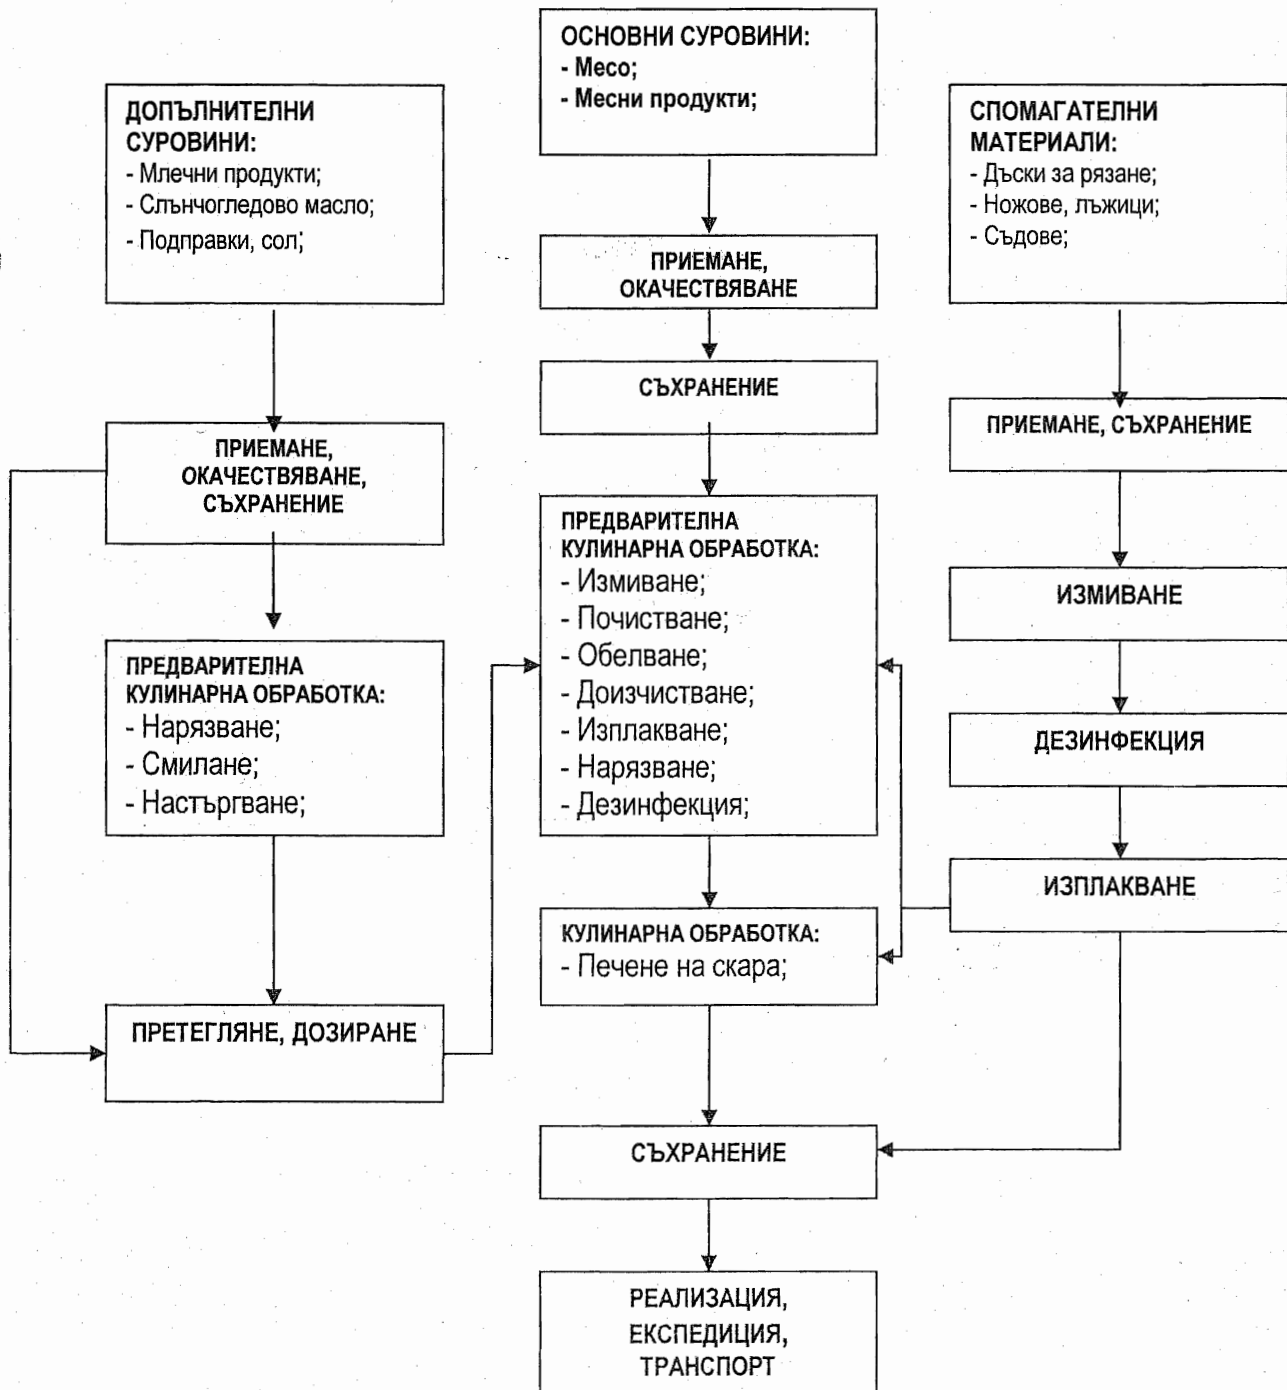 ОСНОВНИ СУРОВИНИ:
- Месо;
- Месни продукти;
ДОПЪЛНИТЕЛНИ
СУРОВИНИ:
- Млечни продукти;
- Слънчогледово масло;
- Подправки, сол;
СПОМАГАТЕЛНИ
МАТЕРИАЛИ:
- Дъски за рязане;
- Ножове, лъжици;
- Съдове;
ПРИЕМАНЕ,
ОКАЧЕСТВЯВАНЕ
СЪХРАНЕНИЕ
ПРИЕМАНЕ,
ОКАЧЕСТВЯВАНЕ,
СЪХРАНЕНИЕ
ПРИЕМАНЕ, СЪХРАНЕНИЕ
ПРЕДВАРИТЕЛНА
КУЛИНАРНА ОБРАБОТКА:
- Измиване;
- Почистване;
- Обелване;
- Доизчистване;
- Изплакване;
- Нарязване;
- Дезинфекция;
ИЗМИВАНЕ
ПРЕДВАРИТЕЛНА
КУЛИНАРНА ОБРАБОТКА:
- Нарязване;
- Смилане;
- Настъргване;
ДЕЗИНФЕКЦИЯ
ИЗПЛАКВАНЕ
КУЛИНАРНА ОБРАБОТКА:
- Печене на скара;
ПРЕТЕГЛЯНЕ, ДОЗИРАНЕ
СЪХРАНЕНИЕ
РЕАЛИЗАЦИЯ,
ЕКСПЕДИЦИЯ,
ТРАНСПОРТ